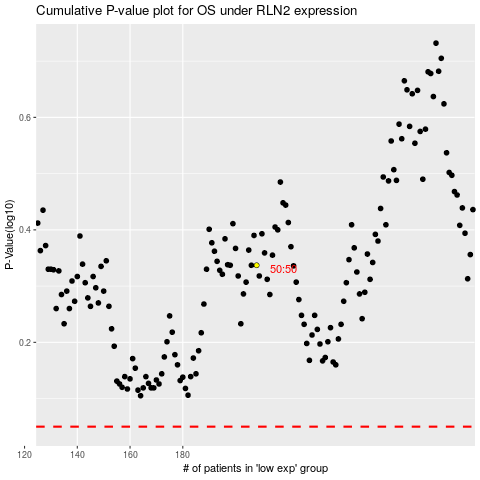 Cumulative P-value plot for OS under RLN2 expression
P-Value(log10)
0.6
0.4
0.2
50:50
120 140 160 180
# of patients in 'low exp' group